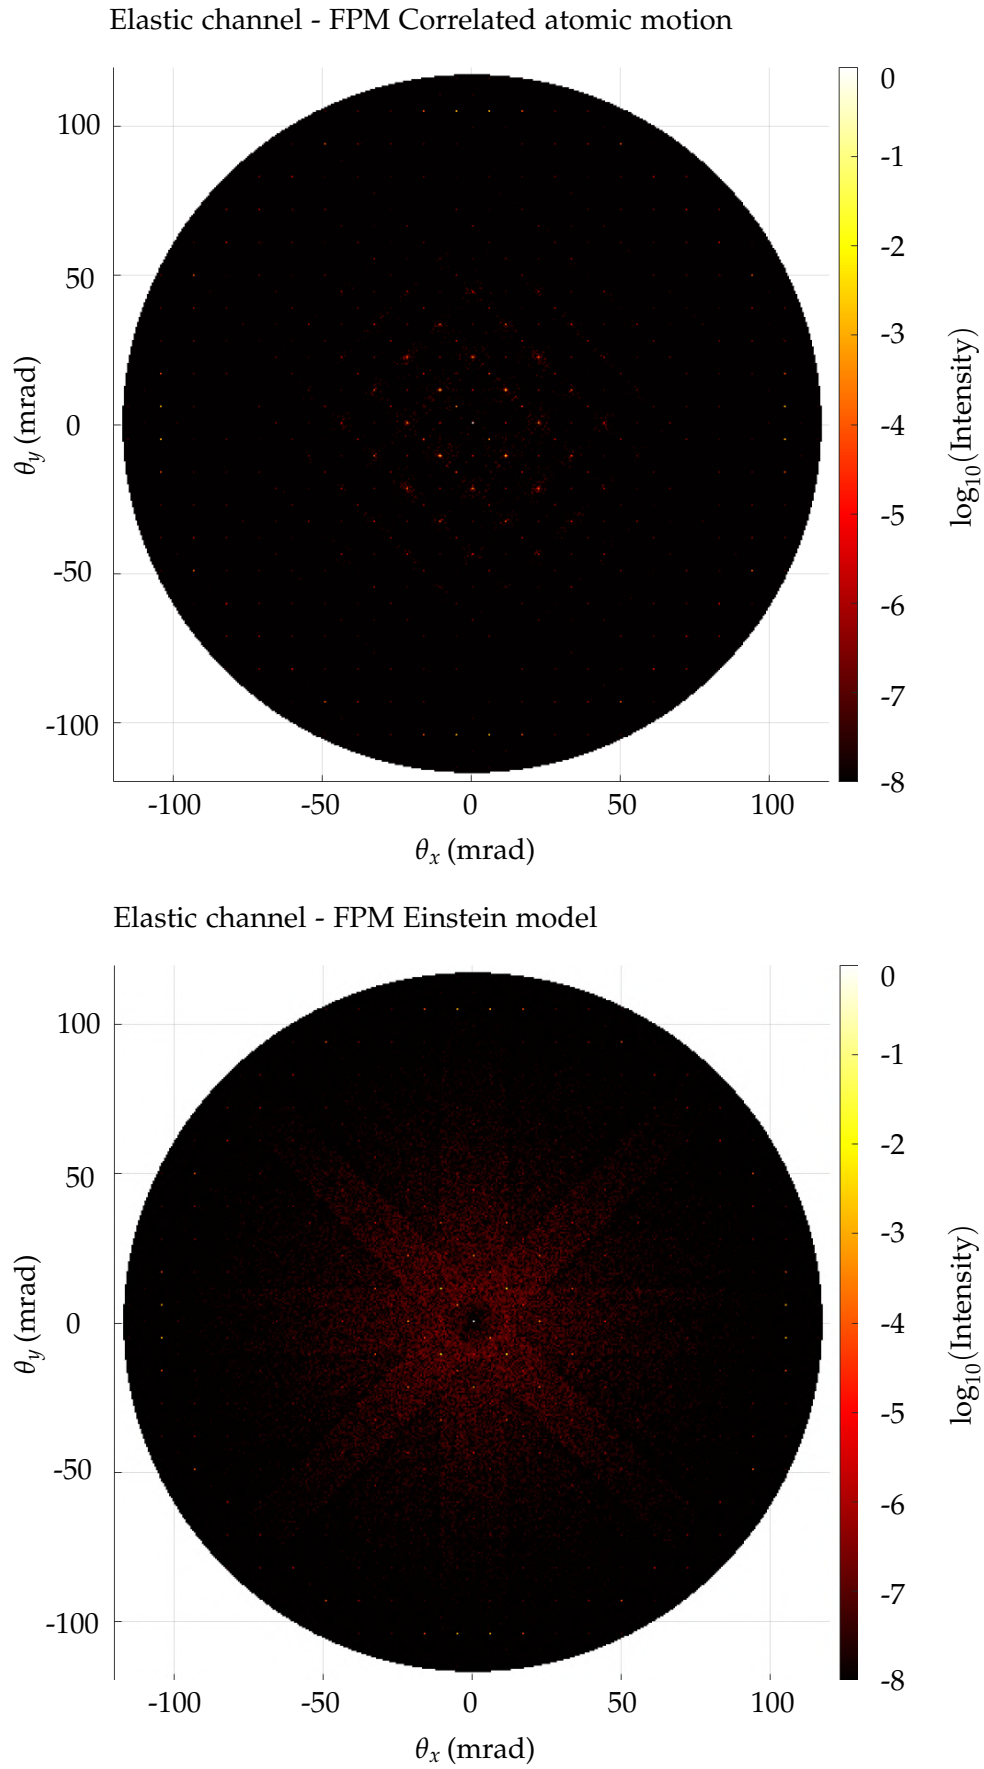 Elastic channel - FPM Correlated atomic motion
100
50
0
-50
-100
θy (mrad)
-100 -50 0 50 100
θx (mrad)
0
-1
-2
-3
-4
-5
-6
-7
-8
log10(Intensity)
Elastic channel - FPM Einstein model
100
50
0
-50
-100
θy (mrad)
-100 -50 0 50 100
θx (mrad)
0
-1
-2
-3
-4
-5
-6
-7
-8
log10(Intensity)